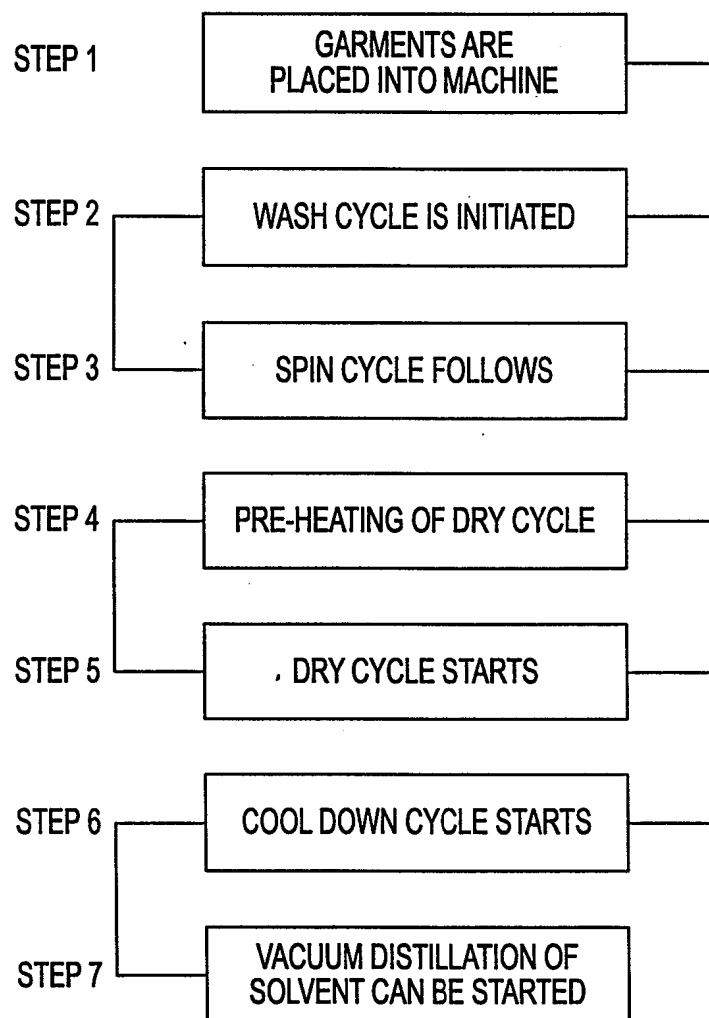 STEP 1
GARMENTS ARE
PLACED INTO MACHINE
STEP 2
WASH CYCLE IS INITIATED
STEP 3
SPIN CYCLE FOLLOWS
STEP 4
PRE-HEATING OF DRY CYCLE
STEP 5
DRY CYCLE STARTS
STEP 6
COOL DOWN CYCLE STARTS
STEP 7
VACUUM DISTILLATION OF
SOLVENT CAN BE STARTED